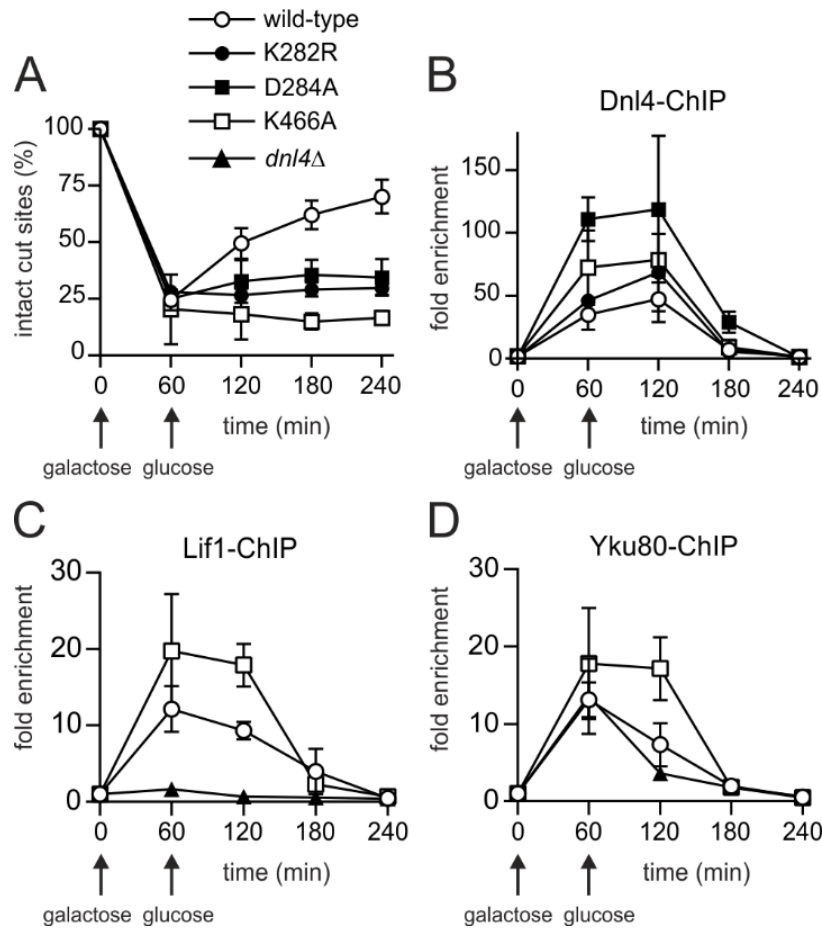 wild-type
K282R
D284A
K466A
dnl4Δ
A
intact cut sites (%)
100
75
50
25
0
0 60 120 180 240
time (min)
galactose glucose
B
Dnl4-ChIP
fold enrichment
150
100
50
0
0 60 120 180 240
time (min)
galactose glucose
C
Lif1-ChIP
fold enrichment
30
20
10
0
0 60 120 180 240
time (min)
galactose glucose
D
Yku80-ChIP
fold enrichment
30
20
10
0
0 60 120 180 240
time (min)
galactose glucose